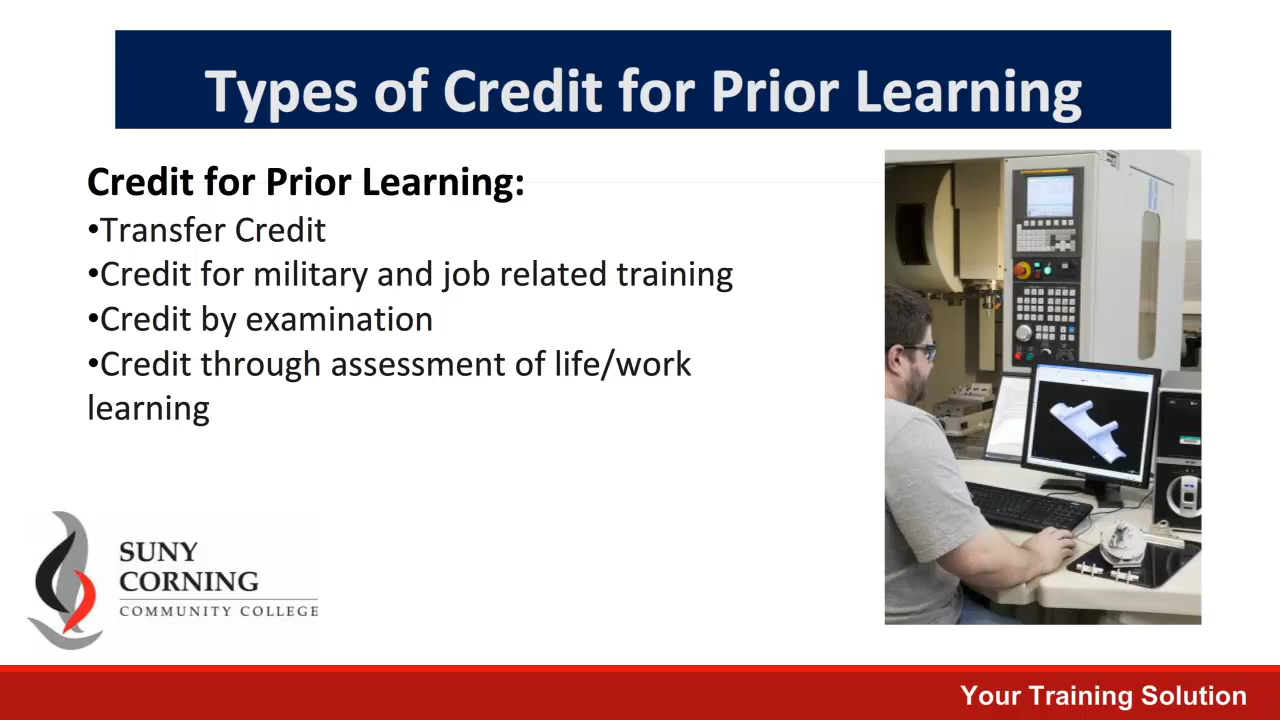 Types of Credit for Prior Learning
Credit for Prior Learning:
•Transfer Credit
•Credit for military and job related training
•Credit by examination
•Credit through assessment of life/work
learning
SUNY
CORNING
COMMUNITY COLLEGE
Your Training Solution